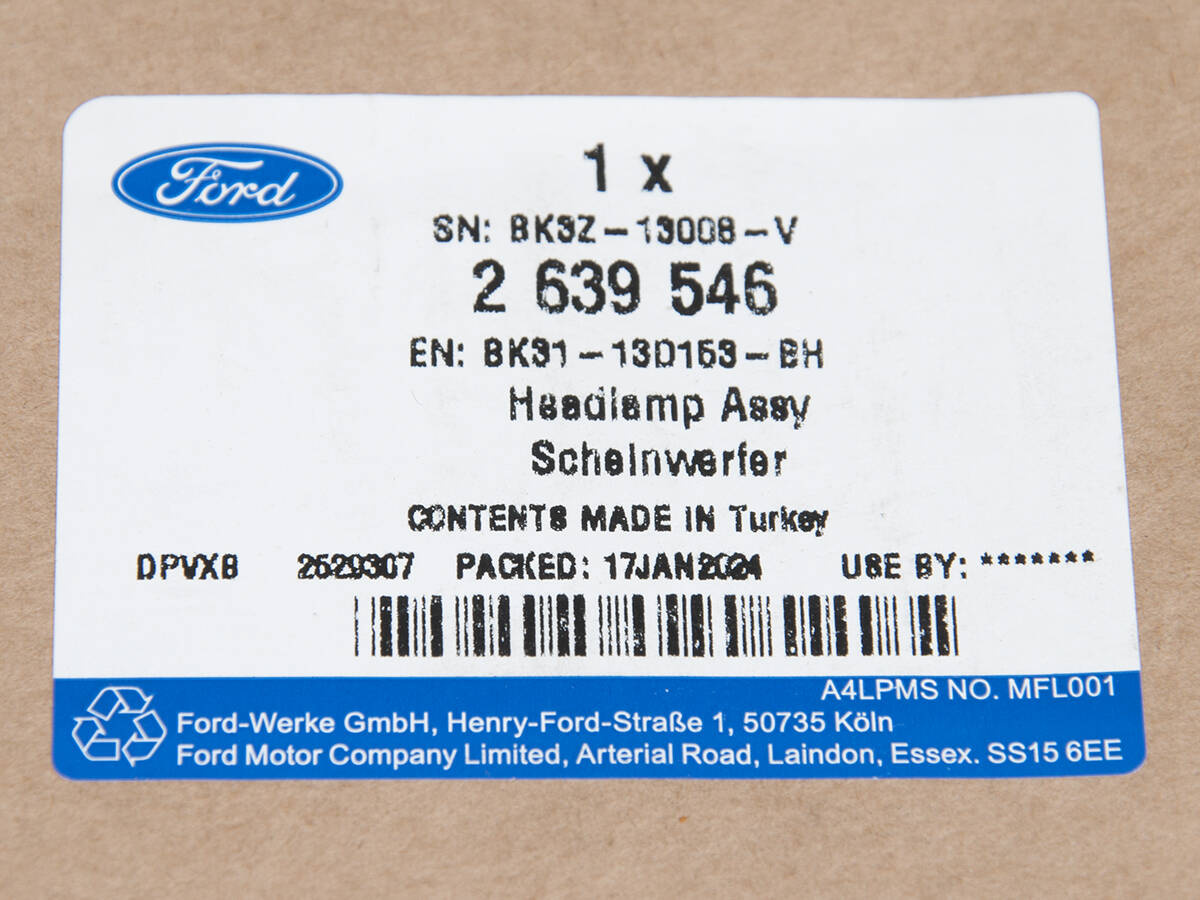 Ford
1 x
SN: BK3Z-13008-V
2 639 546
EN: BK31-13D153-BH
Headlamp Assy
Scheinwerfer
CONTENTS MADE IN Turkey
DPVXB 2529307 PACKED: 17JAN2024 USE BY: *******
A4LPMS NO. MFL001
Ford-Werke GmbH, Henry-Ford-Straße 1, 50735 Köln
Ford Motor Company Limited, Arterial Road, Laindon, Essex. SS15 6EE